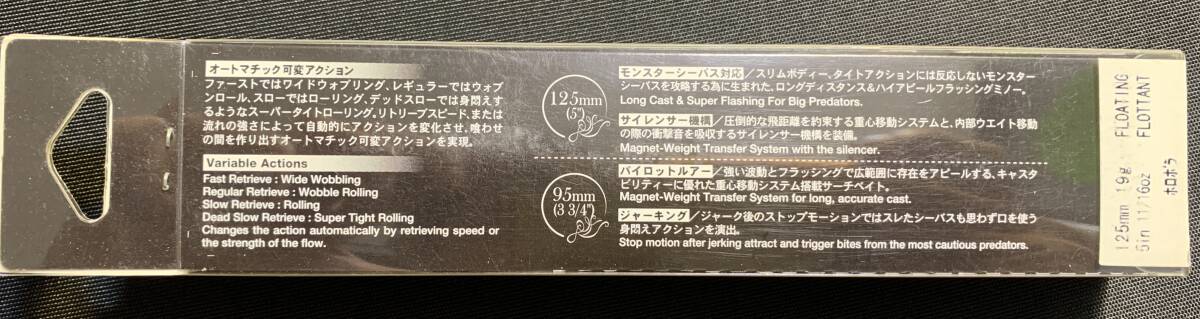 オートマチック可変アクション
ファーストではワイドウォブリング、レギュラーではウォブ
ンロール、スローではローリング、デッドスローでは身悶えす
るようなスーパータイトローリング。リトリーブスピード、または
流れの強さによって自動的にアクションを変化させ、喰わせ
の間を作り出すオートマチック可変アクションを実現。
Variable Actions
Fast Retrieve : Wide Wobbling
Regular Retrieve : Wobble Rolling
Slow Retrieve : Rolling
Dead Slow Retrieve : Super Tight Rolling
Changes the action automatically by retrieving speed or
the strength of the flow.
125mm
(5")
モンスターシーバス対応／スリムボディー、タイトアクションには反応しないモンスター
シーバスを攻略する為に生まれた、ロングディスタンス＆ハイアピールフラッシングミノー。
Long Cast & Super Flashing For Big Predators.
サイレンサー機構／圧倒的な飛距離を約束する重心移動システムと、内部ウエイト移動
の際の衝撃音を吸収するサイレンサー機構を装備。
Magnet-Weight Transfer System with the silencer.
95mm
(3 3/4")
パイロットルアー／強い波動とフラッシングで広範囲に存在をアピールする、キャスタ
ビリティーに優れた重心移動システム搭載サーチベイト。
Magnet-Weight Transfer System for long, accurate cast.
ジャーキング／ジャーク後のストップモーションではスレたシーバスも思わず口を使う
身悶えアクションを演出。
Stop motion after jerking attract and trigger bites from the most cautious predators.
125mm 19g FLOATING
5in 11/16oz FLOTTANT
ホロボラ